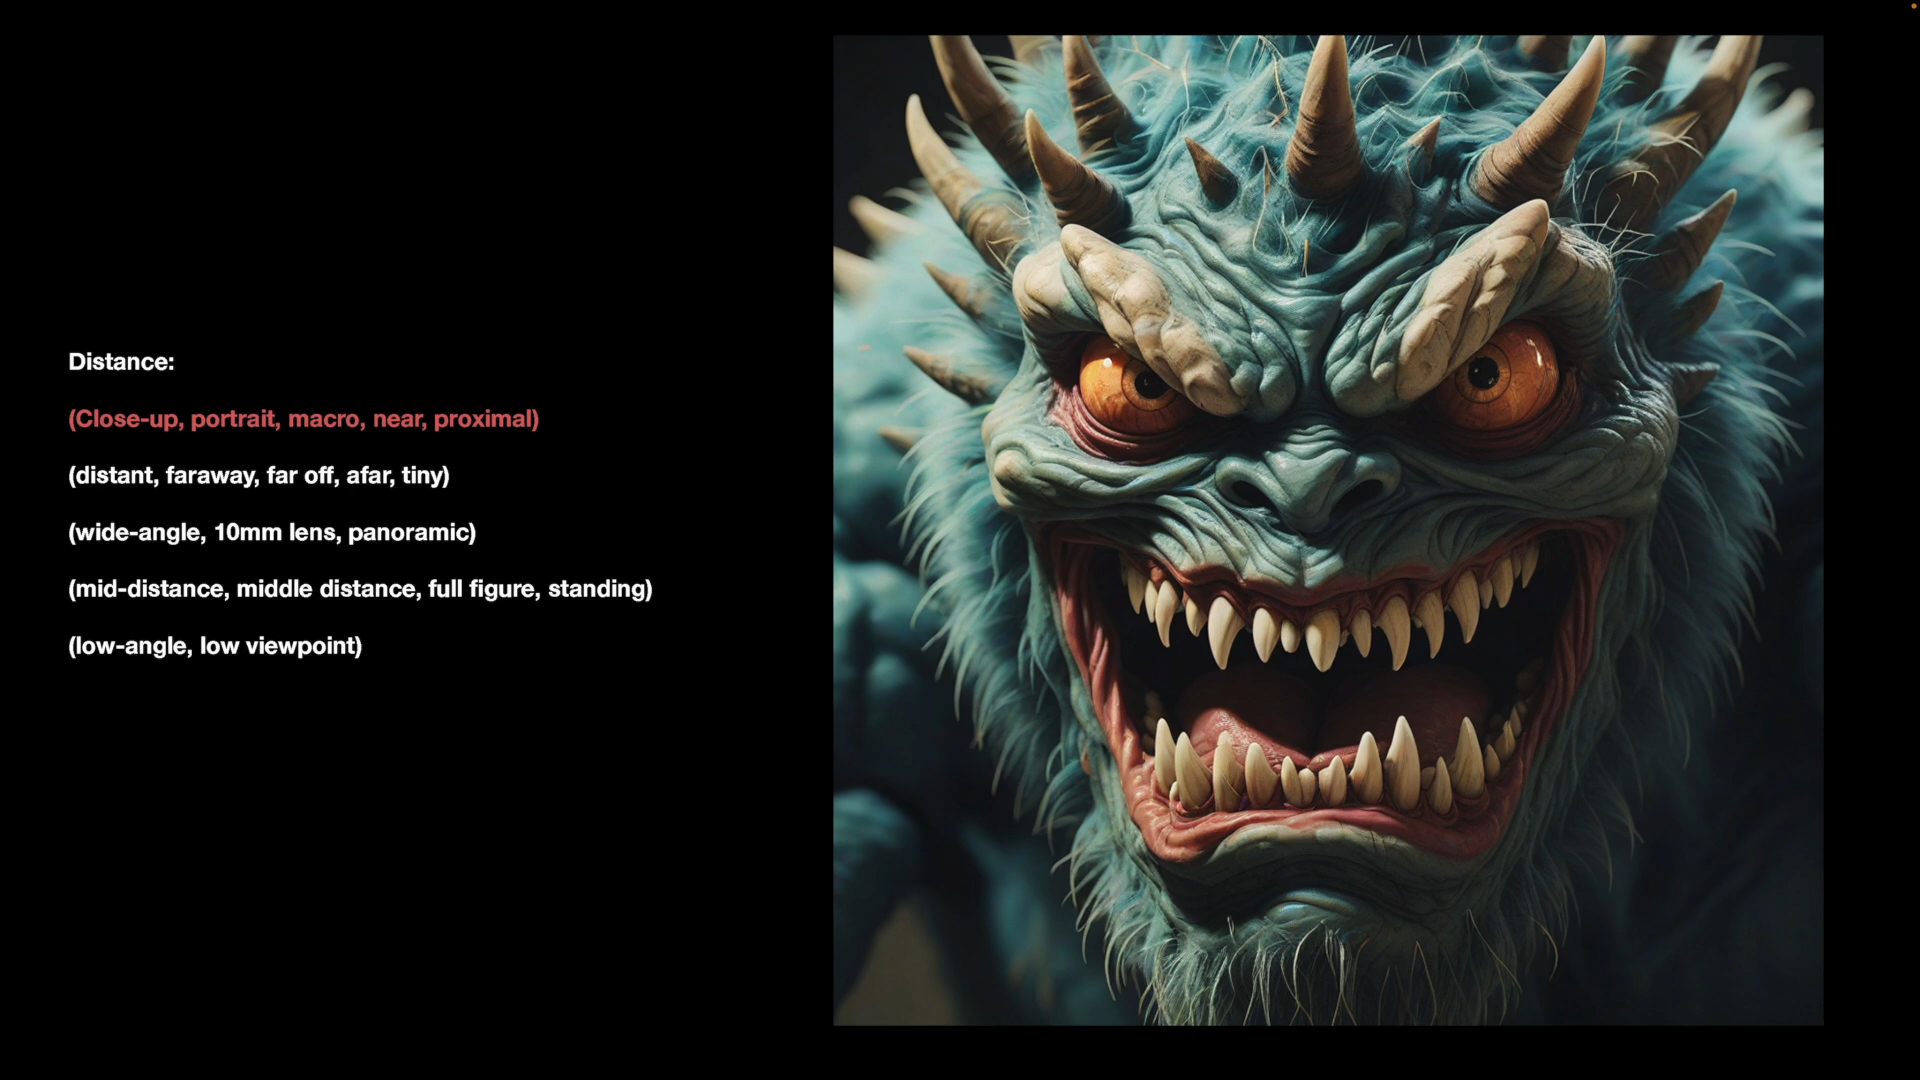 Distance:
(Close-up, portrait, macro, near, proximal)
(distant, faraway, far off, afar, tiny)
(wide-angle, 10mm lens, panoramic)
(mid-distance, middle distance, full figure, standing)
(low-angle, low viewpoint)